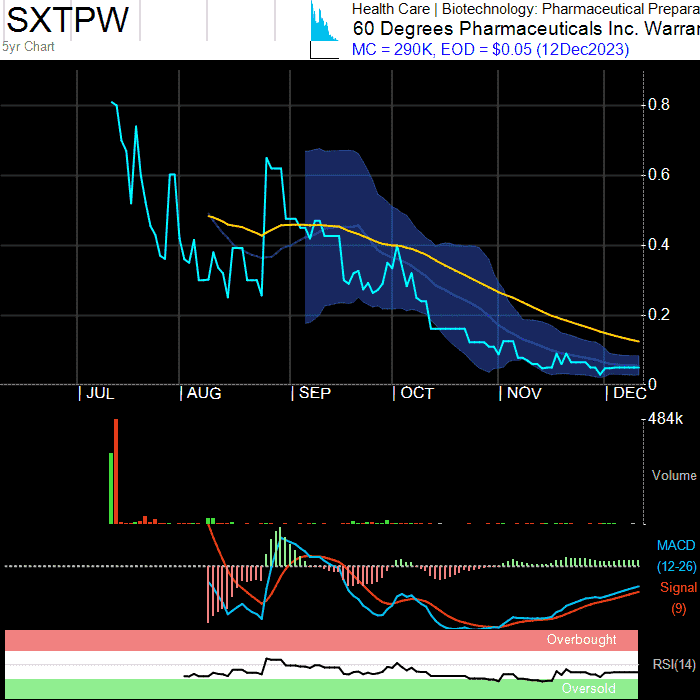 SXTPW
5yr Chart
Health Care | Biotechnology: Pharmaceutical Prepara
60 Degrees Pharmaceuticals Inc. Warrar
MC = 290K, EOD = $0.05 (12Dec2023)
0.8
0.6
0.4
0.2
0
| JUL | AUG | SEP | OCT | NOV | DEC
484k
Volume
MACD
(12-26)
Signal
(9)
Overbought
RSI(14)
Oversold